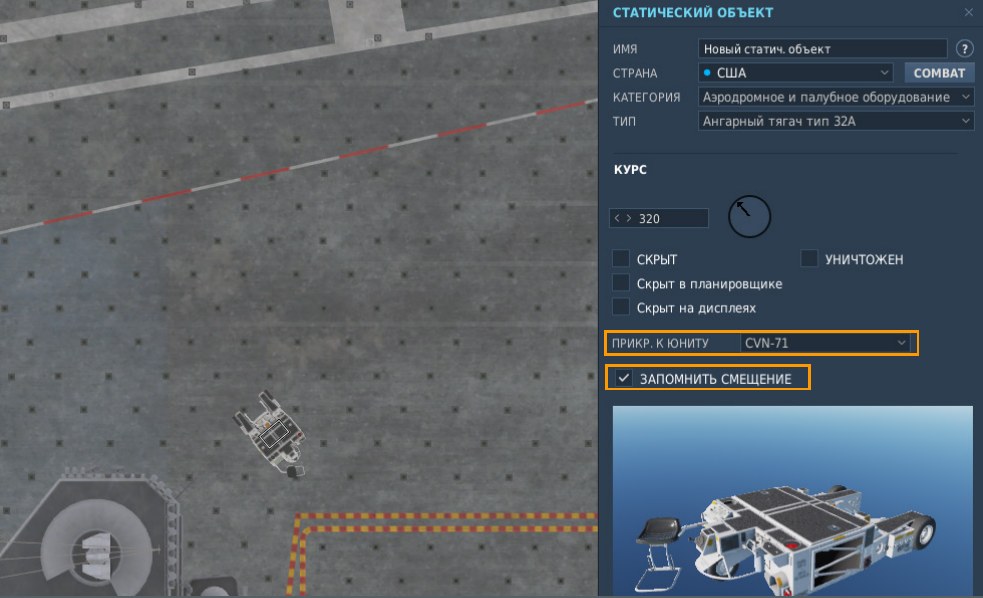 СТАТИЧЕСКИЙ ОБЪЕКТ
ИМЯ Новый статич. объект ?
СТРАНА США COMBAT
КАТЕГОРИЯ Аэродромное и палубное оборудование
ТИП Ангарный тягач тип 32А
КУРС
< > 320
СКРЫТ УНИЧТОЖЕН
Скрыт в планировщике
Скрыт на дисплеях
ПРИКР. К ЮНИТУ CVN-71
ЗАПОМНИТЬ СМЕЩЕНИЕ